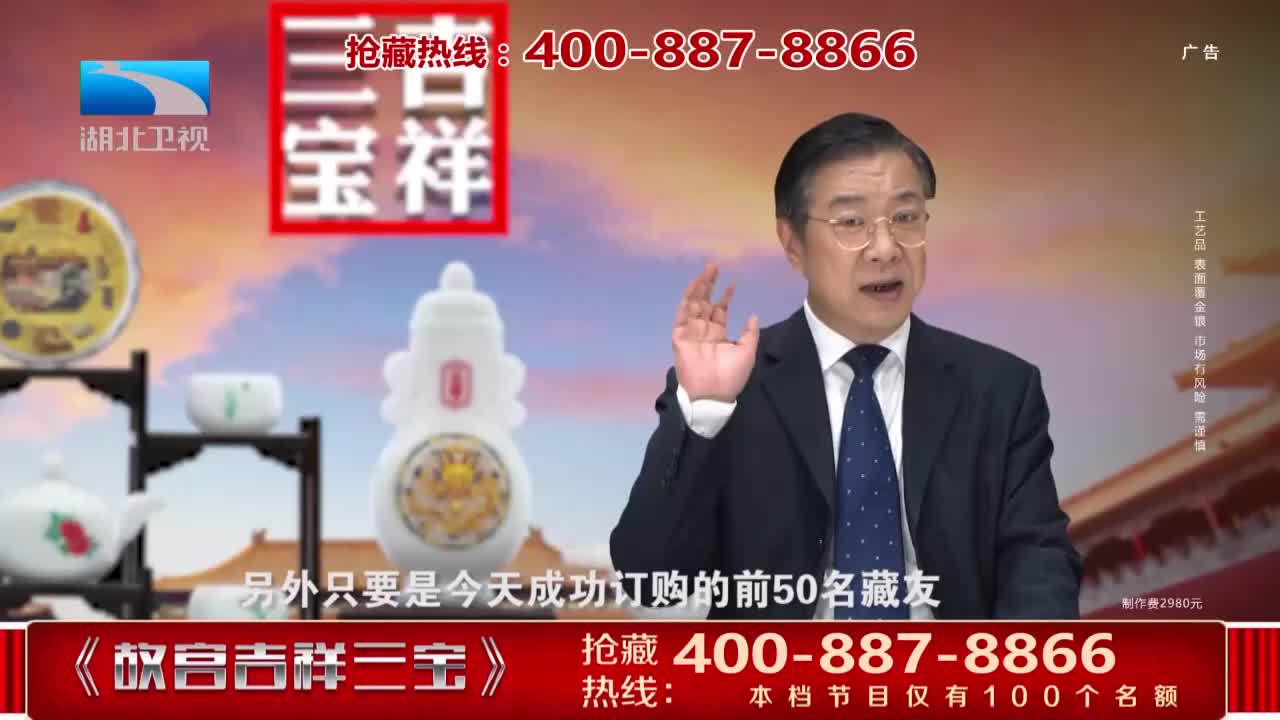 抢藏热线：400-887-8866
广告
湖北卫视
吉祥
三宝
工艺品 表面覆金银 市场有风险 需谨慎
另外只要是今天成功订购的前50名藏友
制作费2980元
《故宫吉祥三宝》
抢藏热线：400-887-8866
本档节目仅有100个名额